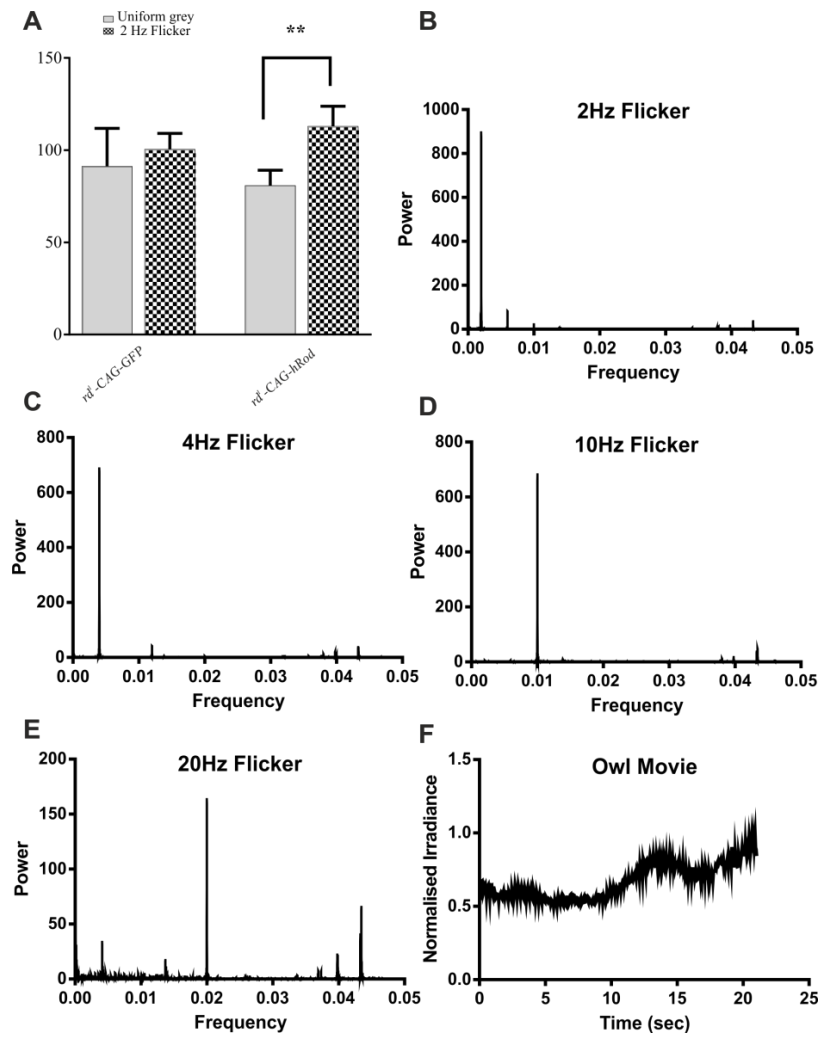 A
Uniform grey
2 Hz Flicker
**
150
100
50
0
rd¹-CAG-GFP
rd¹-CAG-hRod
B
2Hz Flicker
1000
800
600
400
200
0
Power
0.00 0.01 0.02 0.03 0.04 0.05
Frequency
C
4Hz Flicker
800
600
400
200
0
Power
0.00 0.01 0.02 0.03 0.04 0.05
Frequency
D
10Hz Flicker
800
600
400
200
0
Power
0.00 0.01 0.02 0.03 0.04 0.05
Frequency
E
20Hz Flicker
200
150
100
50
0
Power
0.00 0.01 0.02 0.03 0.04 0.05
Frequency
F
Owl Movie
1.5
1.0
0.5
0.0
Normalised Irradiance
0 5 10 15 20 25
Time (sec)